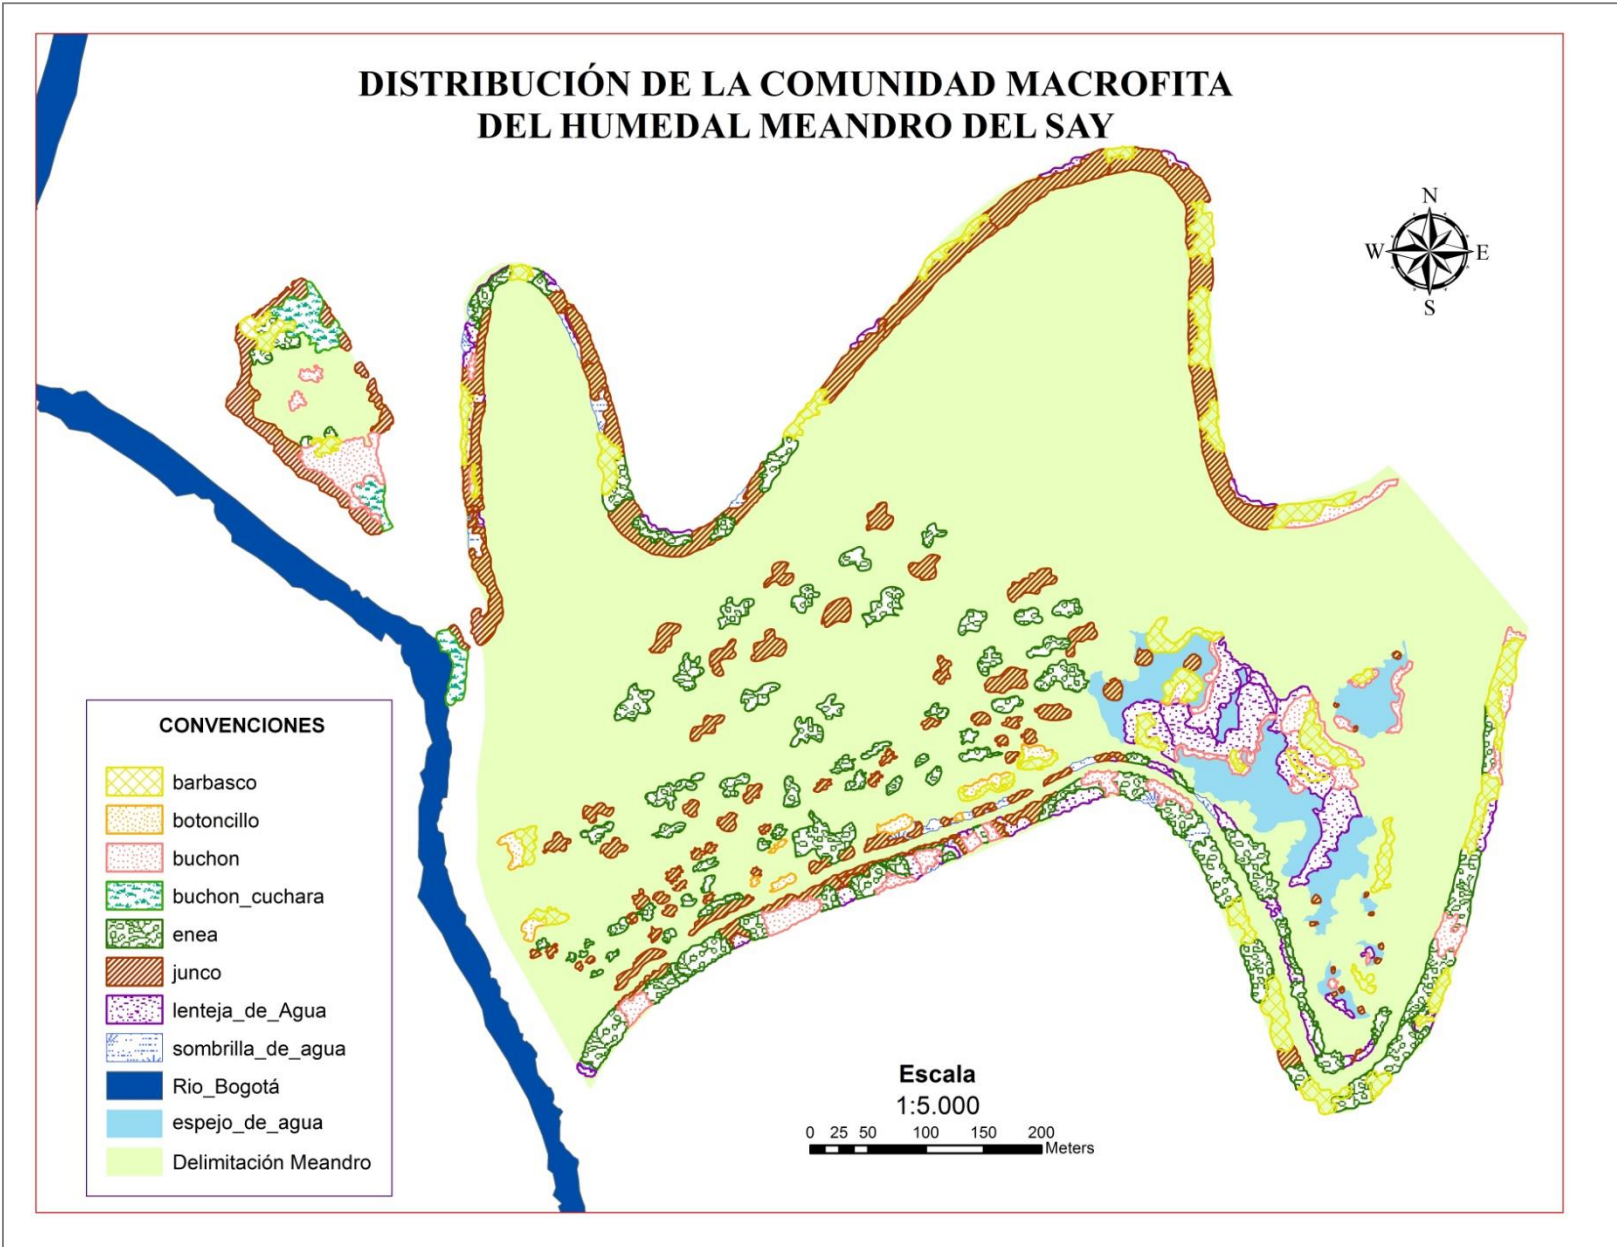 DISTRIBUCIÓN DE LA COMUNIDAD MACROFITA
DEL HUMEDAL MEANDRO DEL SAY
N
W E
S
CONVENCIONES
barbasco
botoncillo
buchon
buchon_cuchara
enea
junco
lenteja_de_Agua
sombrilla_de_agua
Rio_Bogotá
espejo_de_agua
Delimitación Meandro
Escala
1:5.000
0 25 50 100 150 200
Meters